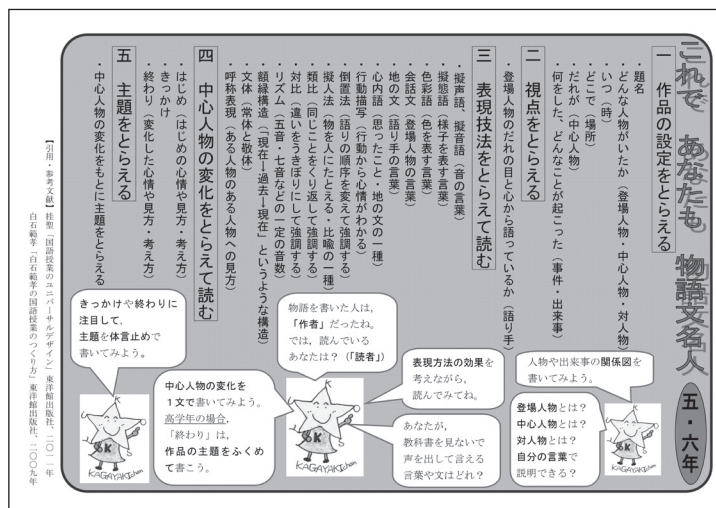 これで あなたも 物語文名人
五・六年
一 作品の設定をとらえる
・題名
・どんな人物がいたか(登場人物・中心人物・対人物)
・いつ(時)
・どこで(場所)
・だれが(中心人物)
・何をした、どんなことが起こった(事件・出来事)
二 視点をとらえる
登場人物のだれの目と心から語っているか(語り手)
三 表現技法をとらえて読む
・擬声語、擬音語(音の言葉)
・擬態語(様子を表す言葉)
・色彩語(色を表す言葉)
・会話文(登場人物の言葉)
・地の文(語り手の言葉)
・心内語(思ったこと・地の文の一種)
・行動描写(行動から心情がわかる)
・倒置法(語りの順序を変えて強調する)
・擬人法(物を人にたとえる・比喩の一種)
・類比(同じことをくり返して強調する)
・対比(違いをうきぼりにして強調する)
・リズム(五音・七音などの一定の音数)
・額縁構造(「現在→過去→現在」というような構造)
・文体(常体と敬体)
・呼称表現(ある人物のある人物への見方)
四 中心人物の変化をとらえて読む
・はじめ(はじめの心情や見方・考え方)
・きっかけ
・終わり(変化した心情や見方・考え方)
五 主題をとらえる
・中心人物の変化をもとに主題をとらえる
人物や出来事の関係図を
書いてみよう。
登場人物とは?
中心人物とは?
対人物とは?
自分の言葉で
説明できる?
表現方法の効果を
考えながら,
読んでみてね。
あなたが,
教科書を見ないで
声を出して言える
言葉や文はどれ?
物語を書いた人は,
「作者」だったね。
では,読んでいる
あなたは?(「読者」)
中心人物の変化を
1文で書いてみよう。
高学年の場合,
「終わり」は,
作品の主題をふくめ
て書こう。
きっかけや終わりに
注目して,
主題を体言止めで
書いてみよう。
SK
KAGAYAKIchan
SK
KAGAYAKIchan
SK
KAGAYAKIchan
【引用・参考文献】桂聖「国語授業のユニバーサルデザイン」東洋館出版社、二〇一一年
白石範孝「白石範孝の国語授業のつくり方」東洋館出版社、二〇〇九年